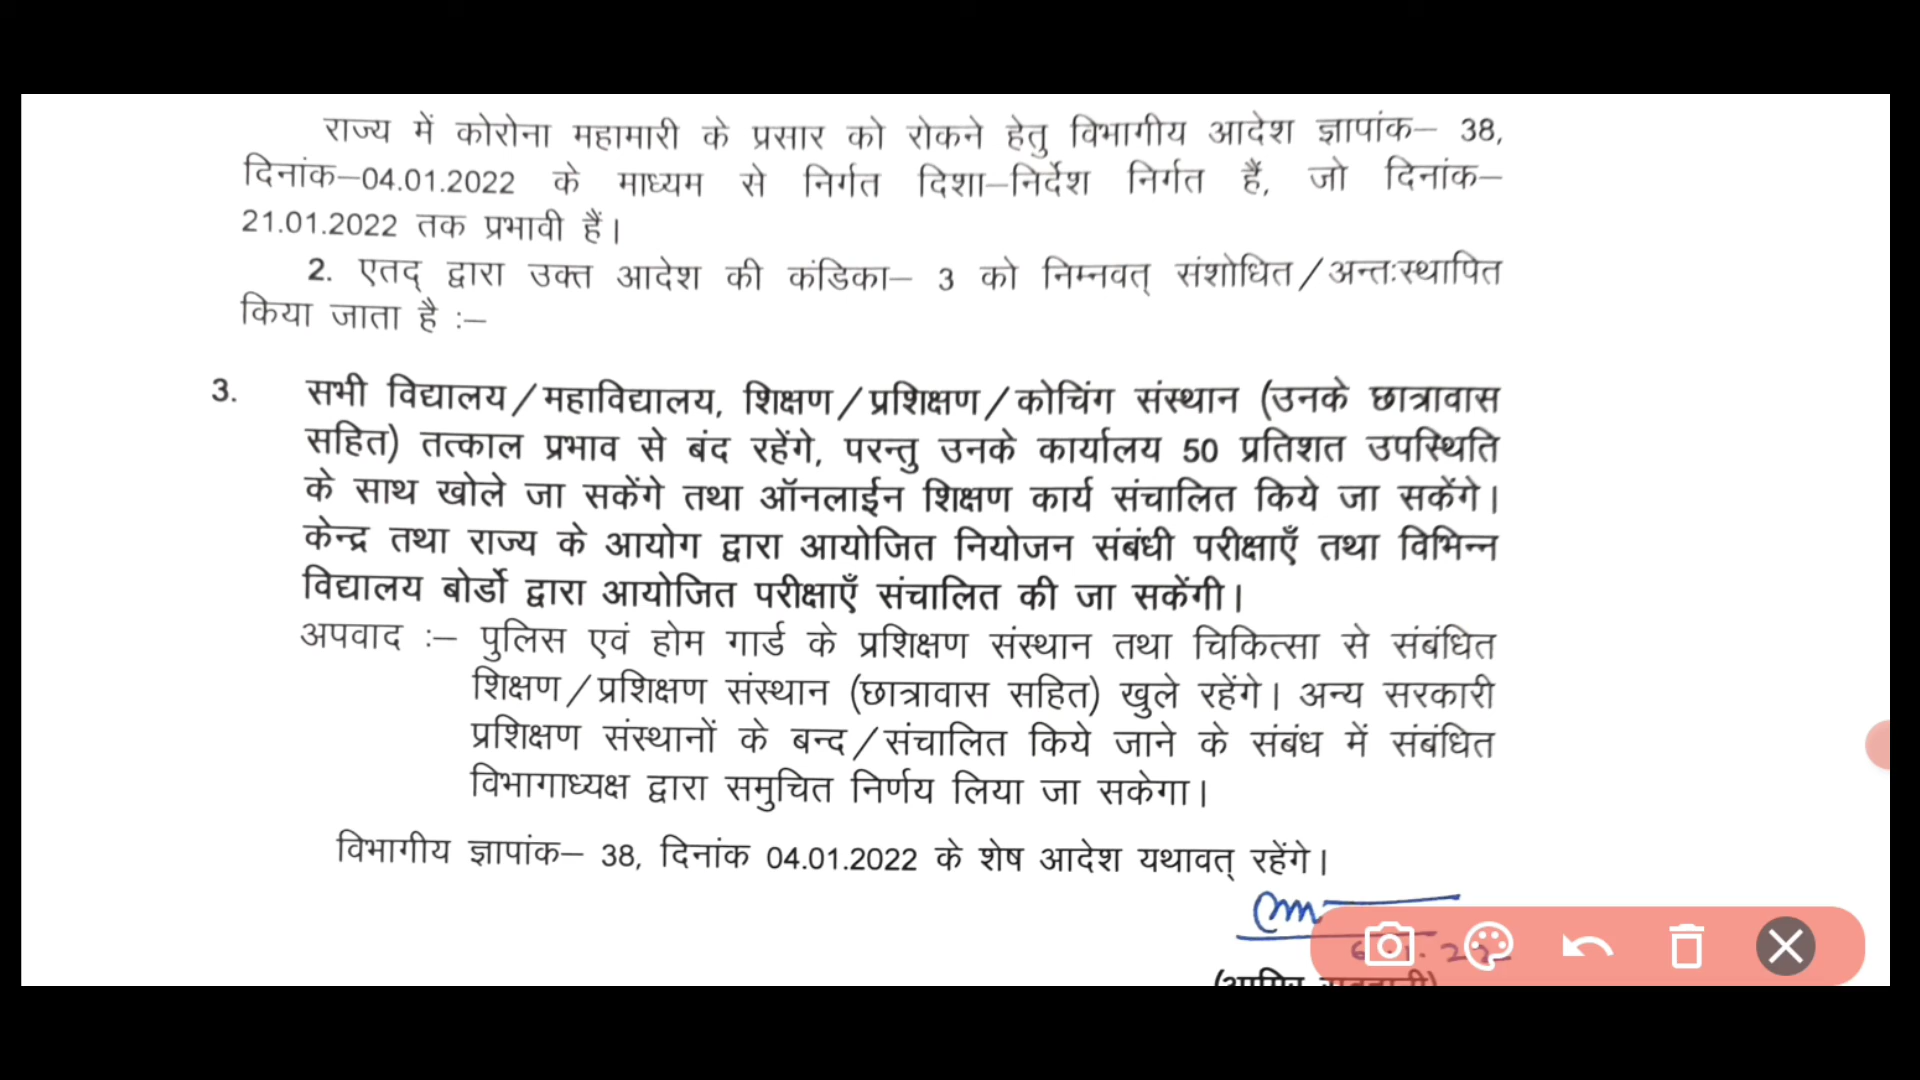 राज्य में कोरोना महामारी के प्रसार को रोकने हेतु विभागीय आदेश ज्ञापांक– 38,
दिनांक–04.01.2022 के माध्यम से निर्गत दिशा–निर्देश निर्गत हैं, जो दिनांक–
21.01.2022 तक प्रभावी हैं।
2. एतद् द्वारा उक्त आदेश की कंडिका– 3 को निम्नवत् संशोधित/अन्तःस्थापित
किया जाता है :–
3. सभी विद्यालय/महाविद्यालय, शिक्षण/प्रशिक्षण/कोचिंग संस्थान (उनके छात्रावास
सहित) तत्काल प्रभाव से बंद रहेंगे, परन्तु उनके कार्यालय 50 प्रतिशत उपस्थिति
के साथ खोले जा सकेंगे तथा ऑनलाईन शिक्षण कार्य संचालित किये जा सकेंगे।
केन्द्र तथा राज्य के आयोग द्वारा आयोजित नियोजन संबंधी परीक्षाएँ तथा विभिन्न
विद्यालय बोर्डो द्वारा आयोजित परीक्षाएँ संचालित की जा सकेंगी।
अपवाद :– पुलिस एवं होम गार्ड के प्रशिक्षण संस्थान तथा चिकित्सा से संबंधित
शिक्षण/प्रशिक्षण संस्थान (छात्रावास सहित) खुले रहेंगे। अन्य सरकारी
प्रशिक्षण संस्थानों के बन्द/संचालित किये जाने के संबंध में संबंधित
विभागाध्यक्ष द्वारा समुचित निर्णय लिया जा सकेगा।
विभागीय ज्ञापांक– 38, दिनांक 04.01.2022 के शेष आदेश यथावत् रहेंगे।